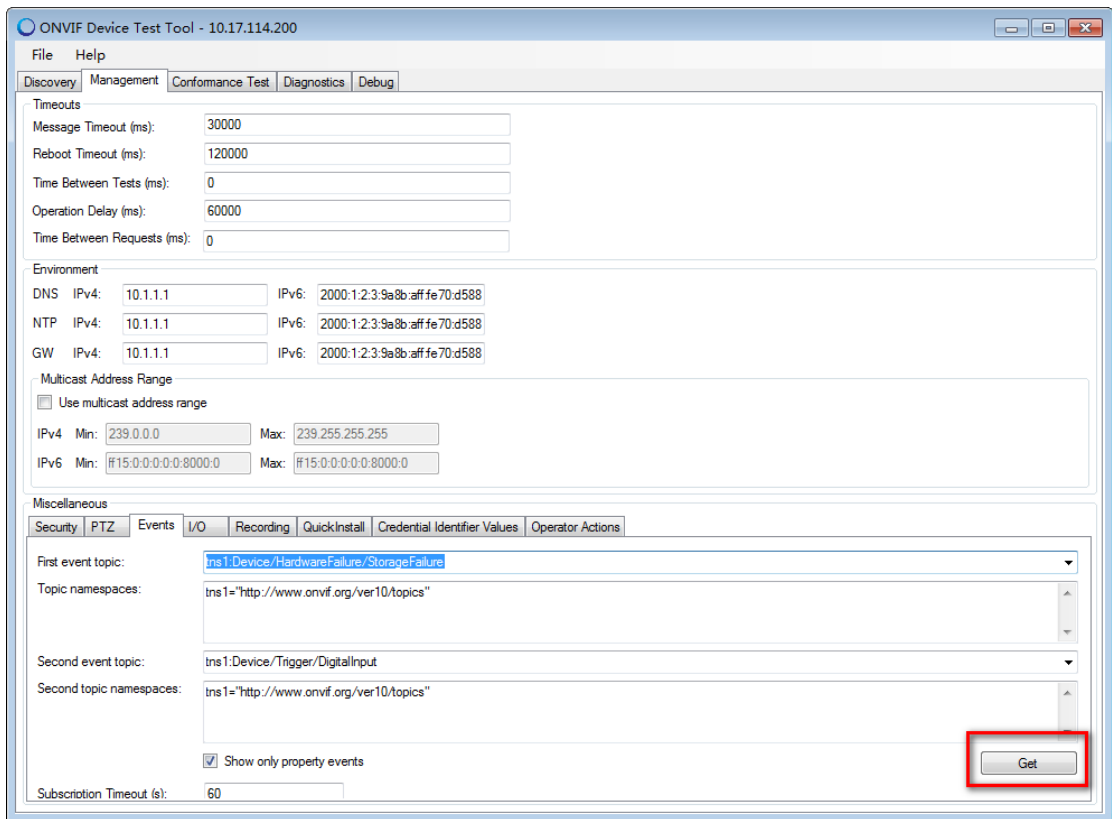 ONVIF Device Test Tool - 10.17.114.200
File Help
Discovery Management Conformance Test Diagnostics Debug
Timeouts
Message Timeout (ms): 30000
Reboot Timeout (ms): 120000
Time Between Tests (ms): 0
Operation Delay (ms): 60000
Time Between Requests (ms): 0
Environment
DNS IPv4: 10.1.1.1 IPv6: 2000:1:2:3:9a8b:aff:fe70:d588
NTP IPv4: 10.1.1.1 IPv6: 2000:1:2:3:9a8b:aff:fe70:d588
GW IPv4: 10.1.1.1 IPv6: 2000:1:2:3:9a8b:aff:fe70:d588
Multicast Address Range
Use multicast address range
IPv4 Min: 239.0.0.0 Max: 239.255.255.255
IPv6 Min: ff15:0:0:0:0:0:8000:0 Max: ff15:0:0:0:0:0:8000:0
Miscellaneous
Security PTZ Events I/O Recording QuickInstall Credential Identifier Values Operator Actions
First event topic: tns1:Device/HardwareFailure/StorageFailure
Topic namespaces: tns1="http://www.onvif.org/ver10/topics"
Second event topic: tns1:Device/Trigger/DigitalInput
Second topic namespaces: tns1="http://www.onvif.org/ver10/topics"
Show only property events
Get
Subscription Timeout (s): 60